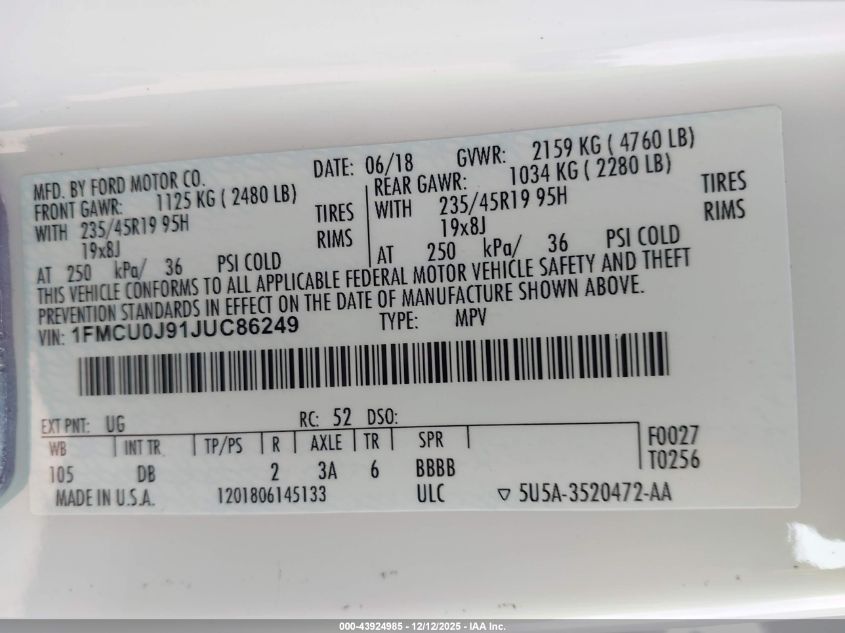 MFD. BY FORD MOTOR CO. DATE: 06/18 GVWR: 2159 KG ( 4760 LB)
FRONT GAWR: 1125 KG ( 2480 LB) REAR GAWR: 1034 KG ( 2280 LB)
WITH 235/45R19 95H TIRES WITH 235/45R19 95H TIRES
19x8J RIMS 19x8J RIMS
AT 250 kPa/ 36 PSI COLD AT 250 kPa/ 36 PSI COLD
THIS VEHICLE CONFORMS TO ALL APPLICABLE FEDERAL MOTOR VEHICLE SAFETY AND THEFT
PREVENTION STANDARDS IN EFFECT ON THE DATE OF MANUFACTURE SHOWN ABOVE.
VIN: 1FMCU0J91JUC86249 TYPE: MPV
EXT PNT: UG RC: 52 DSO:
WB INT TR TP/PS R AXLE TR SPR F0027
105 DB 2 3A 6 BBBB T0256
MADE IN U.S.A. 1201806145133 ULC ▽ 5U5A-3520472-AA
000-43924985 - 12/12/2025 - IAA Inc.